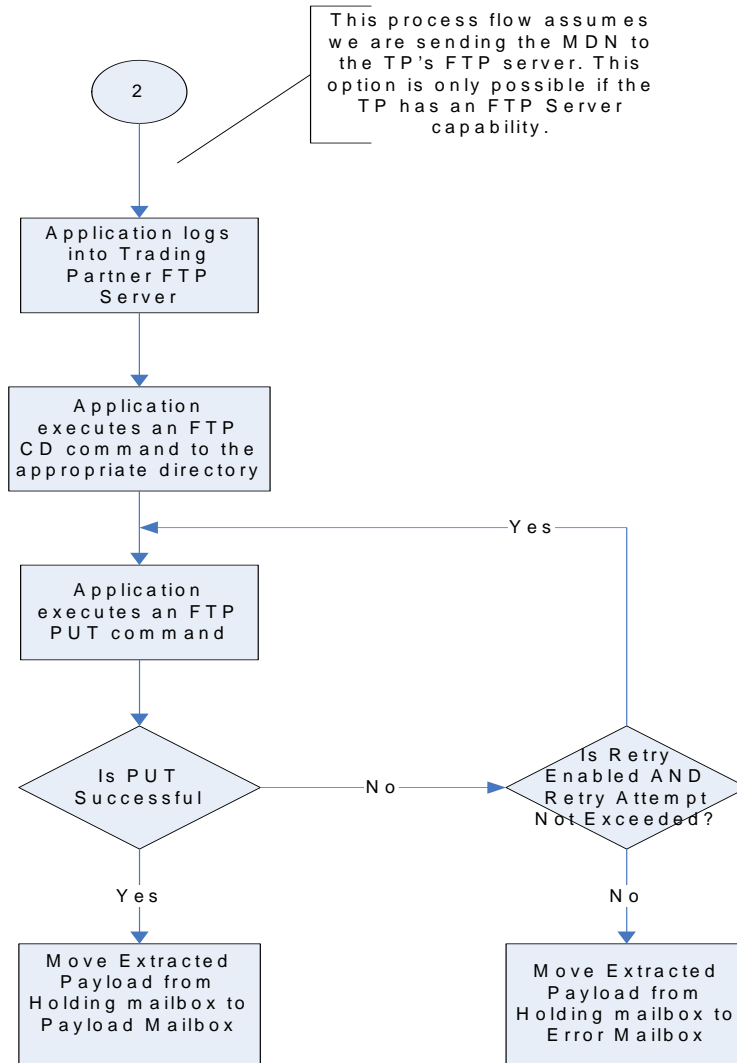 This process flow assumes
we are sending the MDN to
the TP's FTP server. This
option is only possible if the
TP has an FTP Server
capability.
2
Application logs
into Trading
Partner FTP
Server
Application
executes an FTP
CD command to the
appropriate directory
Yes
Application
executes an FTP
PUT command
Is PUT
Successful
No
Is Retry
Enabled AND
Retry Attempt
Not Exceeded?
Yes
No
Move Extracted
Payload from
Holding mailbox to
Payload Mailbox
Move Extracted
Payload from
Holding mailbox to
Error Mailbox